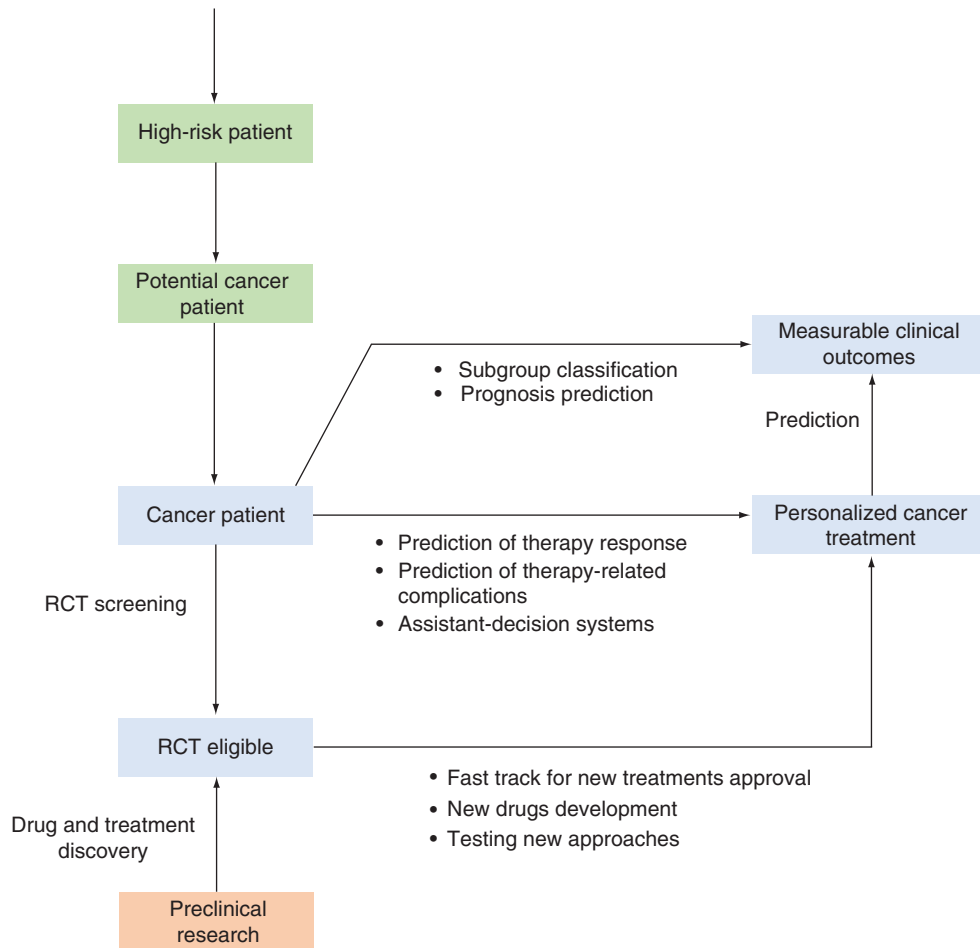 High-risk patient
Potential cancer
patient
Measurable clinical
outcomes
• Subgroup classification
• Prognosis prediction
Prediction
Cancer patient
Personalized cancer
treatment
• Prediction of therapy response
• Prediction of therapy-related
complications
• Assistant-decision systems
RCT screening
RCT eligible
• Fast track for new treatments approval
• New drugs development
• Testing new approaches
Drug and treatment
discovery
Preclinical
research